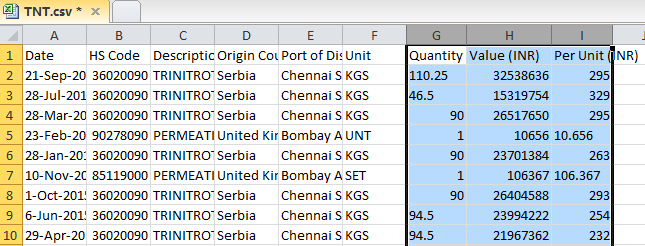 TNT.csv *
A B C D E F G H I
1 Date HS Code Descriptio Origin Cou Port of Dis Unit Quantity Value (INR) Per Unit (INR)
2 21-Sep-20 36020090 TRINITROT Serbia Chennai S KGS 110.25 32538636 295
3 28-Jul-201 36020090 TRINITROT Serbia Chennai S KGS 46.5 15319754 329
4 28-Mar-20 36020090 TRINITROT Serbia Chennai S KGS 90 26517650 295
5 23-Feb-20 90278090 PERMEATI United Kin Bombay A UNT 1 10656 10.656
6 28-Jan-20 36020090 TRINITROT Serbia Chennai S KGS 90 23701384 263
7 10-Nov-20 85119000 PERMEATI United Kin Bombay A SET 1 106367 106.367
8 1-Oct-201 36020090 TRINITROT Serbia Chennai S KGS 90 26404588 293
9 6-Jun-201 36020090 TRINITROT Serbia Chennai S KGS 94.5 23994222 254
10 29-Apr-20 36020090 TRINITROT Serbia Chennai S KGS 94.5 21967362 232